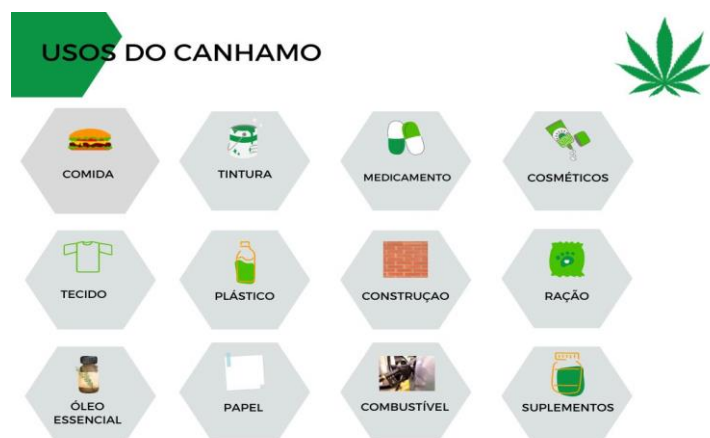 USOS DO CANHAMO
COMIDA
TINTURA
MEDICAMENTO
COSMÉTICOS
TECIDO
PLÁSTICO
CONSTRUÇAO
RAÇÃO
ÓLEO
ESSENCIAL
PAPEL
COMBUSTÍVEL
SUPLEMENTOS